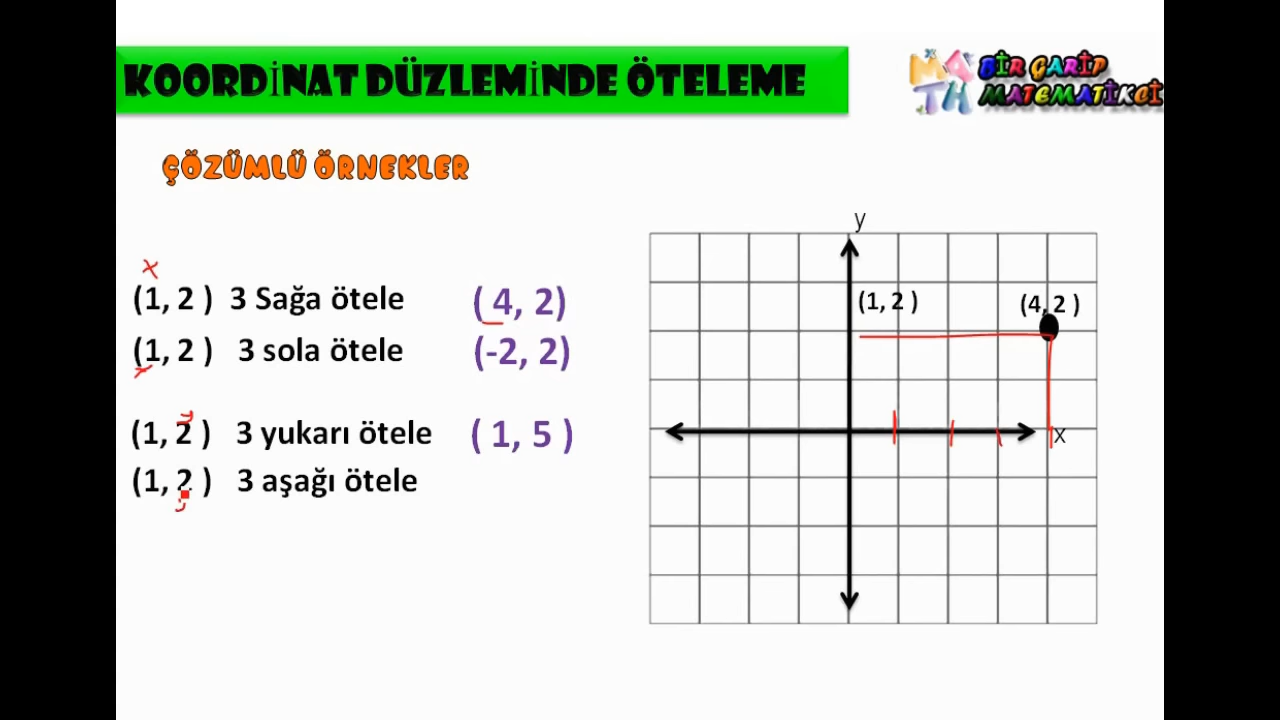 KOORDİNAT DÜZLEMİNDE ÖTELEME
MATH BİR GARİP MATEMATİKCİ
ÇÖZÜMLÜ ÖRNEKLER
x
(1, 2 ) 3 Sağa ötele ( 4, 2)
(1, 2 ) 3 sola ötele (-2, 2)
(1, 2 ) 3 yukarı ötele ( 1, 5 )
(1, 2 ) 3 aşağı ötele
y
(1, 2 ) (4, 2 )
x